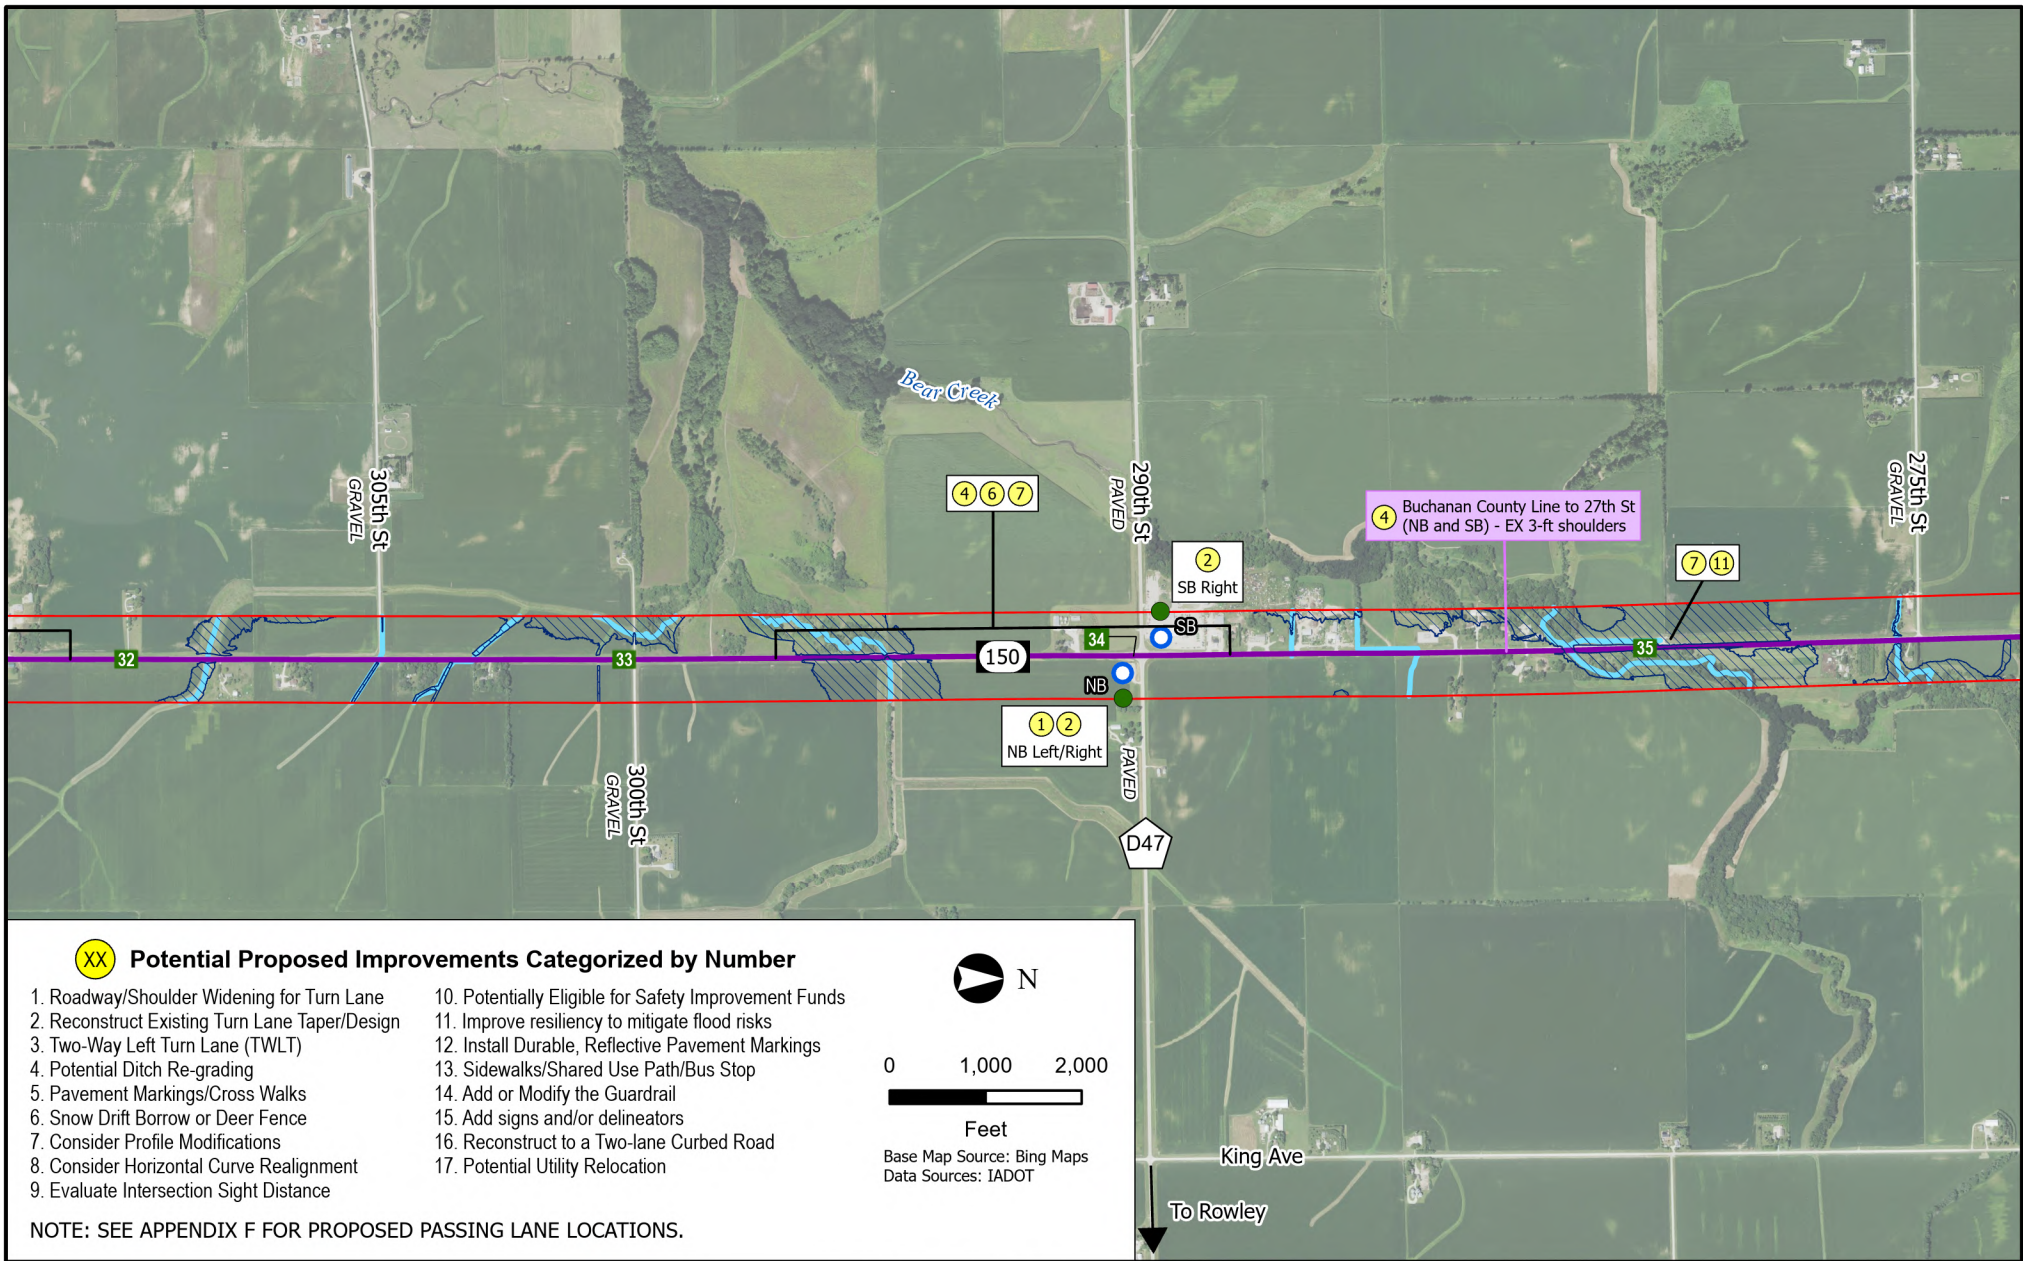 Bear Creek
305th St
GRAVEL
290th St
PAVED
275th St
GRAVEL
4 6 7
4 Buchanan County Line to 27th St
(NB and SB) - EX 3-ft shoulders
2
SB Right
7 11
SB
32
33
150
34
35
NB
1 2
NB Left/Right
300th St
GRAVEL
PAVED
D47
XX Potential Proposed Improvements Categorized by Number
1. Roadway/Shoulder Widening for Turn Lane
2. Reconstruct Existing Turn Lane Taper/Design
3. Two-Way Left Turn Lane (TWLT)
4. Potential Ditch Re-grading
5. Pavement Markings/Cross Walks
6. Snow Drift Borrow or Deer Fence
7. Consider Profile Modifications
8. Consider Horizontal Curve Realignment
9. Evaluate Intersection Sight Distance
10. Potentially Eligible for Safety Improvement Funds
11. Improve resiliency to mitigate flood risks
12. Install Durable, Reflective Pavement Markings
13. Sidewalks/Shared Use Path/Bus Stop
14. Add or Modify the Guardrail
15. Add signs and/or delineators
16. Reconstruct to a Two-lane Curbed Road
17. Potential Utility Relocation
N
0 1,000 2,000
Feet
Base Map Source: Bing Maps
Data Sources: IADOT
NOTE: SEE APPENDIX F FOR PROPOSED PASSING LANE LOCATIONS.
King Ave
To Rowley